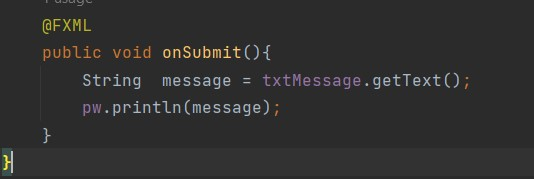 @FXML
public void onSubmit(){
String  message = txtMessage.getText();
pw.println(message);
}
}